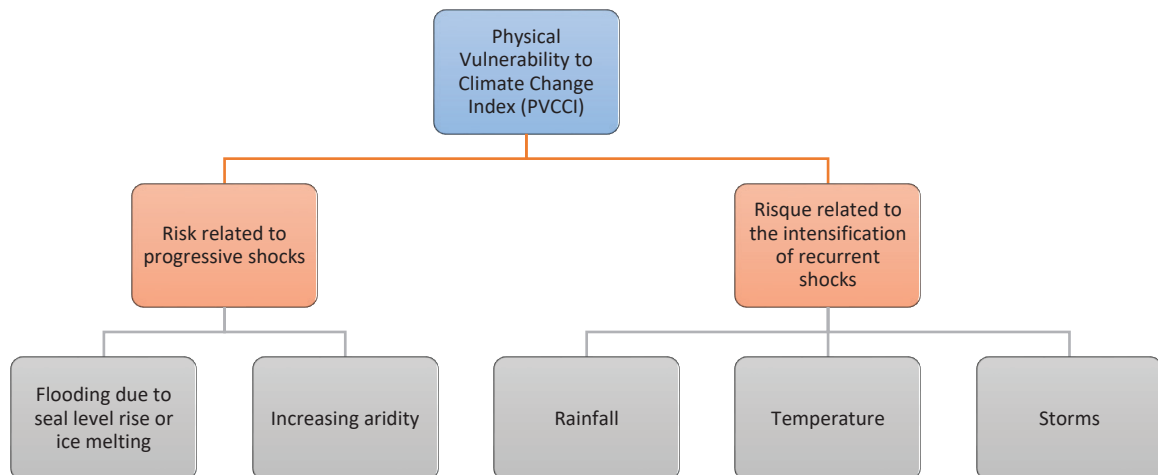 Physical
Vulnerability to
Climate Change
Index (PVCCI)
Risk related to
progressive shocks
Risque related to
the intensification
of recurrent
shocks
Flooding due to
seal level rise or
ice melting
Increasing aridity
Rainfall
Temperature
Storms